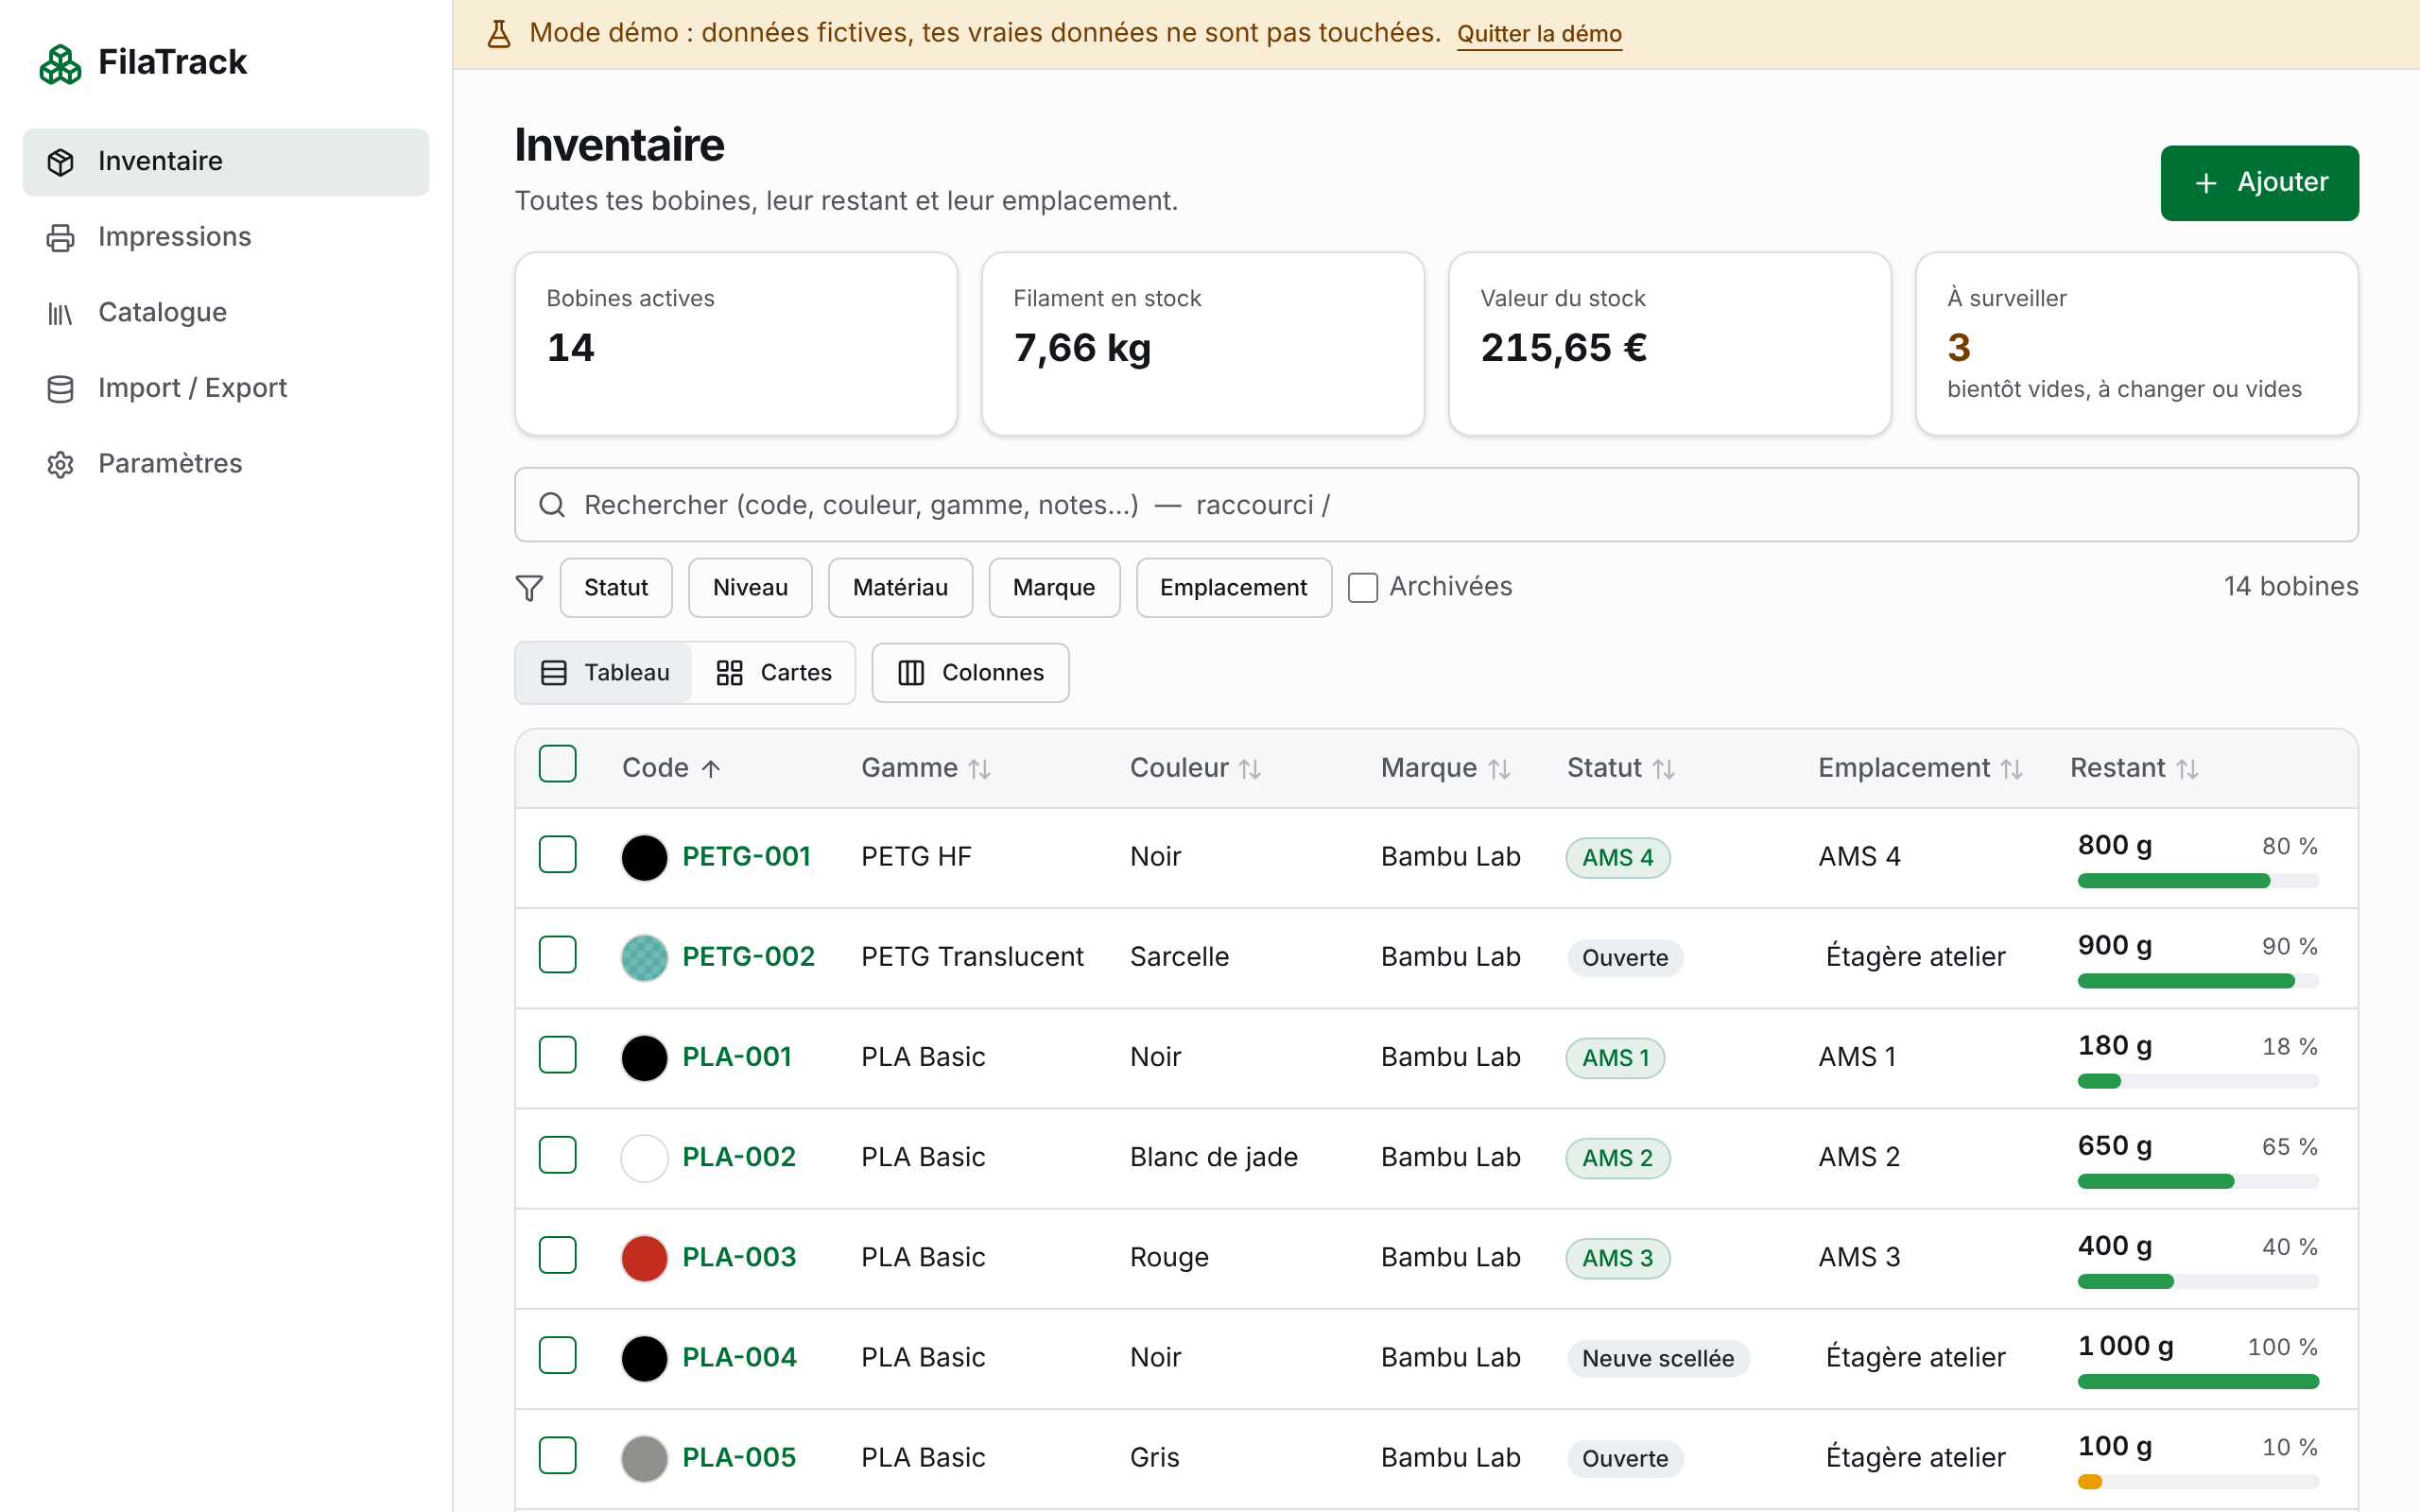 FilaTrack
Inventaire
Impressions
Catalogue
Import / Export
Paramètres
Mode démo : données fictives, tes vraies données ne sont pas touchées. Quitter la démo
Inventaire
Toutes tes bobines, leur restant et leur emplacement.
Ajouter
Bobines actives
14
Filament en stock
7,66 kg
Valeur du stock
215,65 €
À surveiller
3
bientôt vides, à changer ou vides
Rechercher (code, couleur, gamme, notes…) — raccourci /
Statut Niveau Matériau Marque Emplacement Archivées 14 bobines
Tableau Cartes Colonnes
Code Gamme Couleur Marque Statut Emplacement Restant
PETG-001 PETG HF Noir Bambu Lab AMS 4 AMS 4 800 g 80 %
PETG-002 PETG Translucent Sarcelle Bambu Lab Ouverte Étagère atelier 900 g 90 %
PLA-001 PLA Basic Noir Bambu Lab AMS 1 AMS 1 180 g 18 %
PLA-002 PLA Basic Blanc de jade Bambu Lab AMS 2 AMS 2 650 g 65 %
PLA-003 PLA Basic Rouge Bambu Lab AMS 3 AMS 3 400 g 40 %
PLA-004 PLA Basic Noir Bambu Lab Neuve scellée Étagère atelier 1 000 g 100 %
PLA-005 PLA Basic Gris Bambu Lab Ouverte Étagère atelier 100 g 10 %